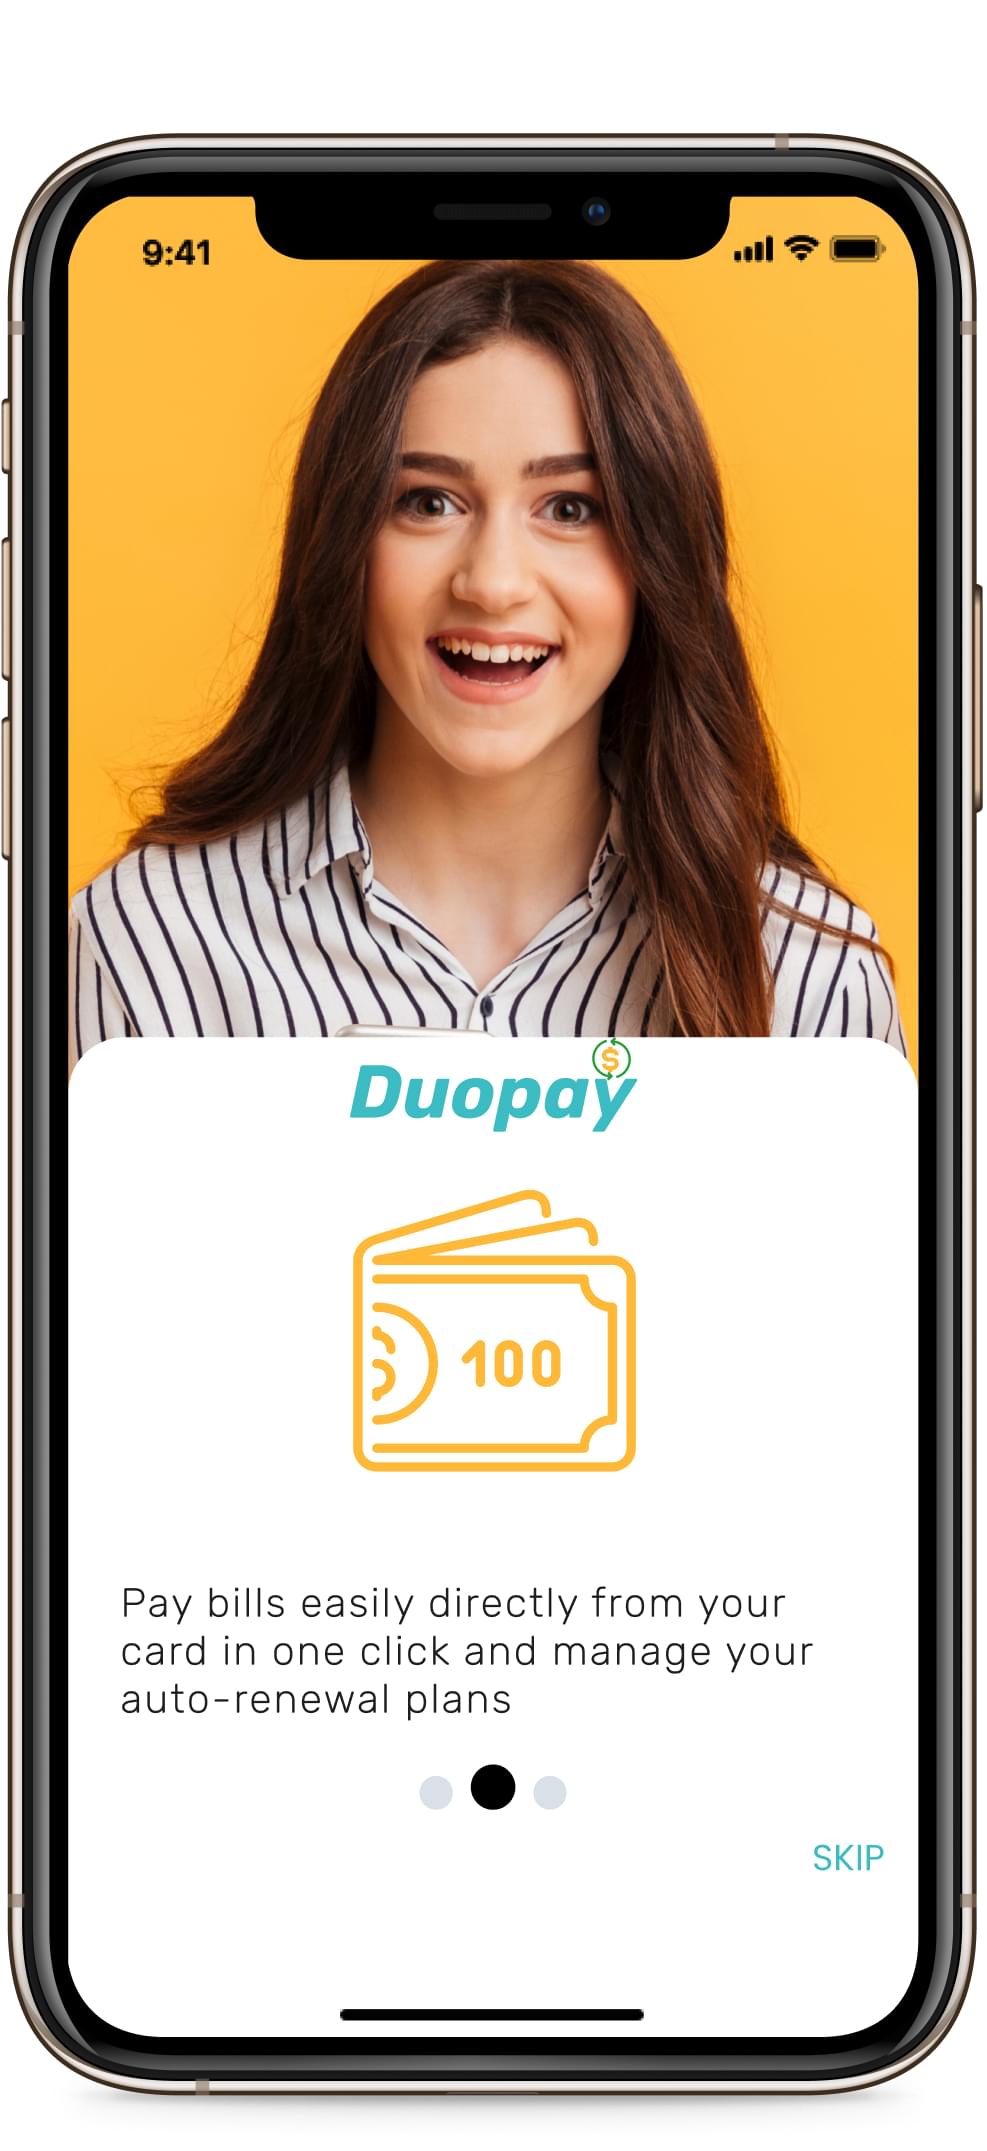 9:41
Duopay
$
100
Pay bills easily directly from your
card in one click and manage your
auto-renewal plans
SKIP